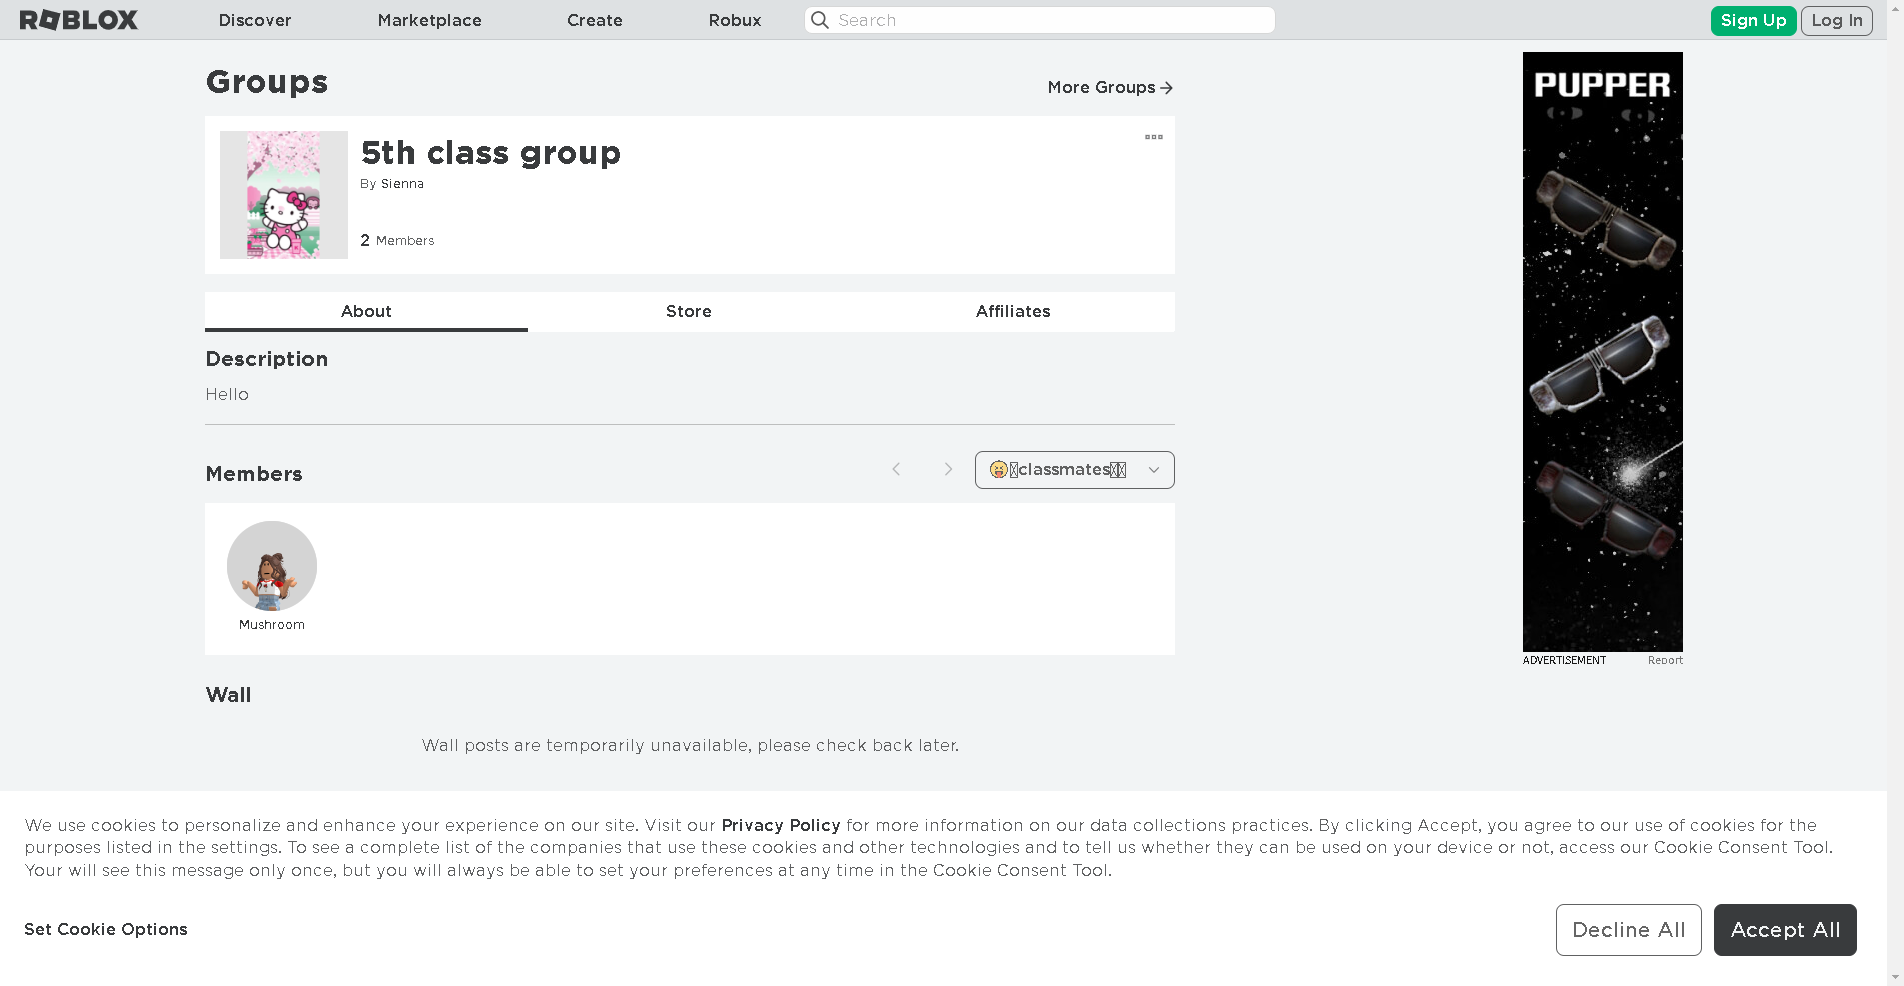 ROBLOX Discover Marketplace Create Robux Search Sign Up Log In
Groups
More Groups
5th class group
By Sienna
2 Members
About Store Affiliates
Description
Hello
Members
😝classmates
Mushroom
Wall
Wall posts are temporarily unavailable, please check back later.
PUPPER
ADVERTISEMENT Report
We use cookies to personalize and enhance your experience on our site. Visit our Privacy Policy for more information on our data collections practices. By clicking Accept, you agree to our use of cookies for the
purposes listed in the settings. To see a complete list of the companies that use these cookies and other technologies and to tell us whether they can be used on your device or not, access our Cookie Consent Tool.
Your will see this message only once, but you will always be able to set your preferences at any time in the Cookie Consent Tool.
Set Cookie Options
Decline All Accept All